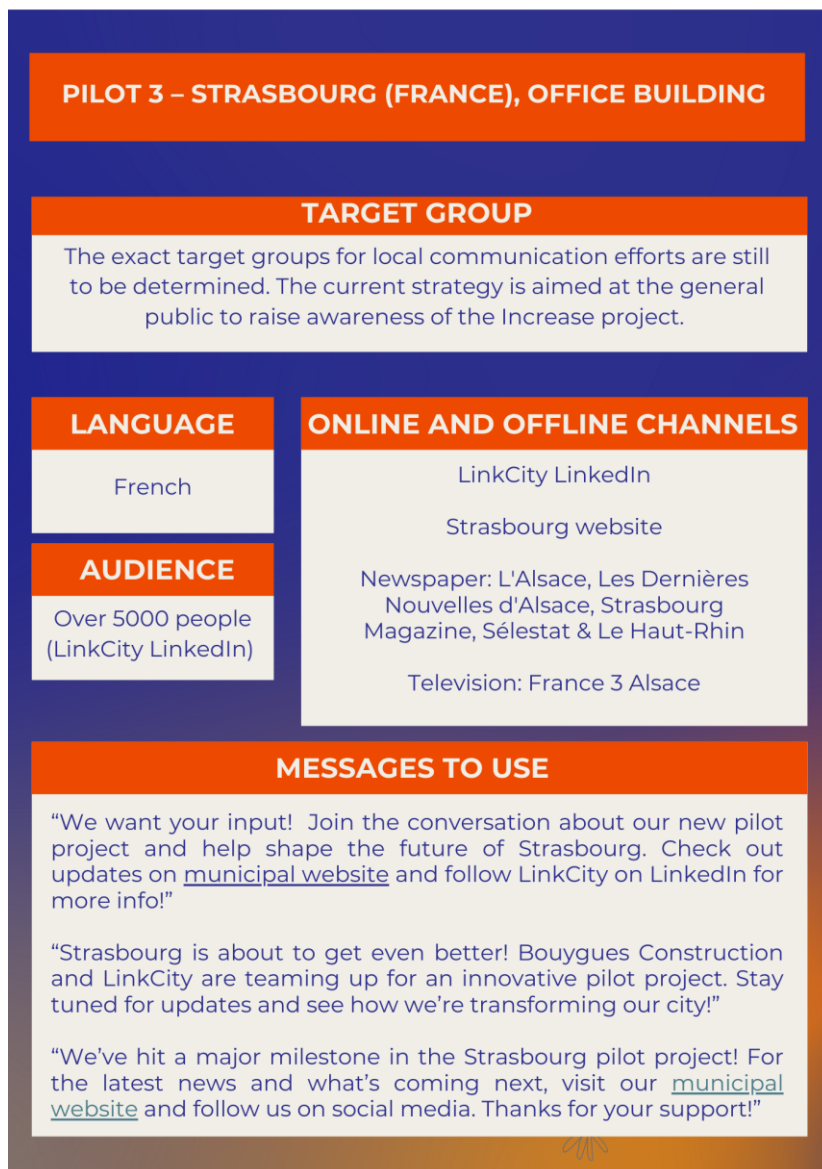 PILOT 3 – STRASBOURG (FRANCE), OFFICE BUILDING
TARGET GROUP
The exact target groups for local communication efforts are still
to be determined. The current strategy is aimed at the general
public to raise awareness of the Increase project.
LANGUAGE
French
AUDIENCE
Over 5000 people
(LinkCity LinkedIn)
ONLINE AND OFFLINE CHANNELS
LinkCity LinkedIn
Strasbourg website
Newspaper: L'Alsace, Les Dernières
Nouvelles d'Alsace, Strasbourg
Magazine, Sélestat & Le Haut-Rhin
Television: France 3 Alsace
MESSAGES TO USE
“We want your input!  Join the conversation about our new pilot
project and help shape the future of Strasbourg. Check out
updates on municipal website and follow LinkCity on LinkedIn for
more info!”
“Strasbourg is about to get even better! Bouygues Construction
and LinkCity are teaming up for an innovative pilot project. Stay
tuned for updates and see how we’re transforming our city!”
“We’ve hit a major milestone in the Strasbourg pilot project! For
the latest news and what’s coming next, visit our municipal
website and follow us on social media. Thanks for your support!”